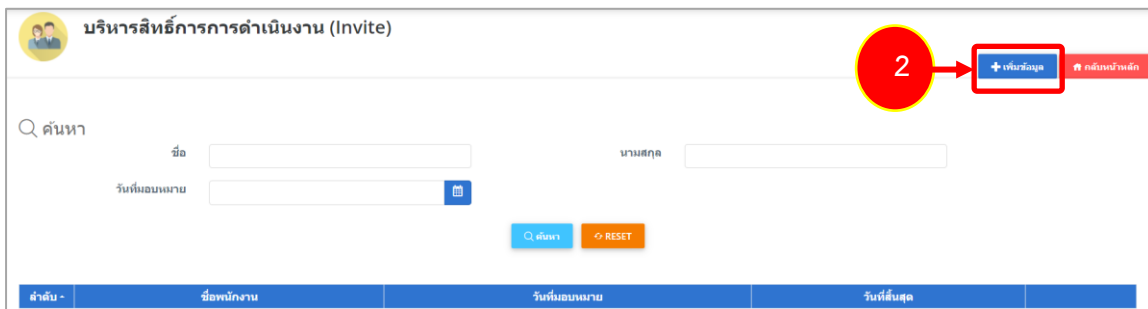 บริหารสิทธิ์การการดำเนินงาน (Invite)
2
เพิ่มข้อมูล กลับหน้าหลัก
ค้นหา
ชื่อ นามสกุล
วันที่มอบหมาย
ค้นหา RESET
ลำดับ ชื่อพนักงาน วันที่มอบหมาย วันที่สิ้นสุด